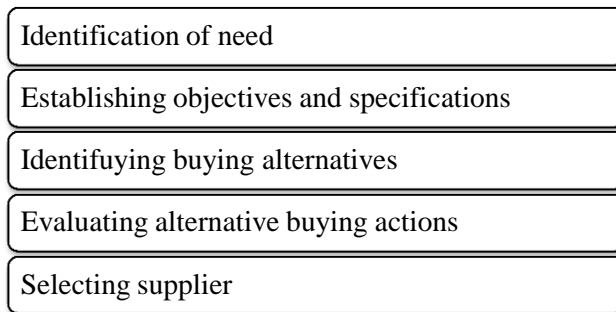 Identification of need
Establishing objectives and specifications
Identifuying buying alternatives
Evaluating alternative buying actions
Selecting supplier